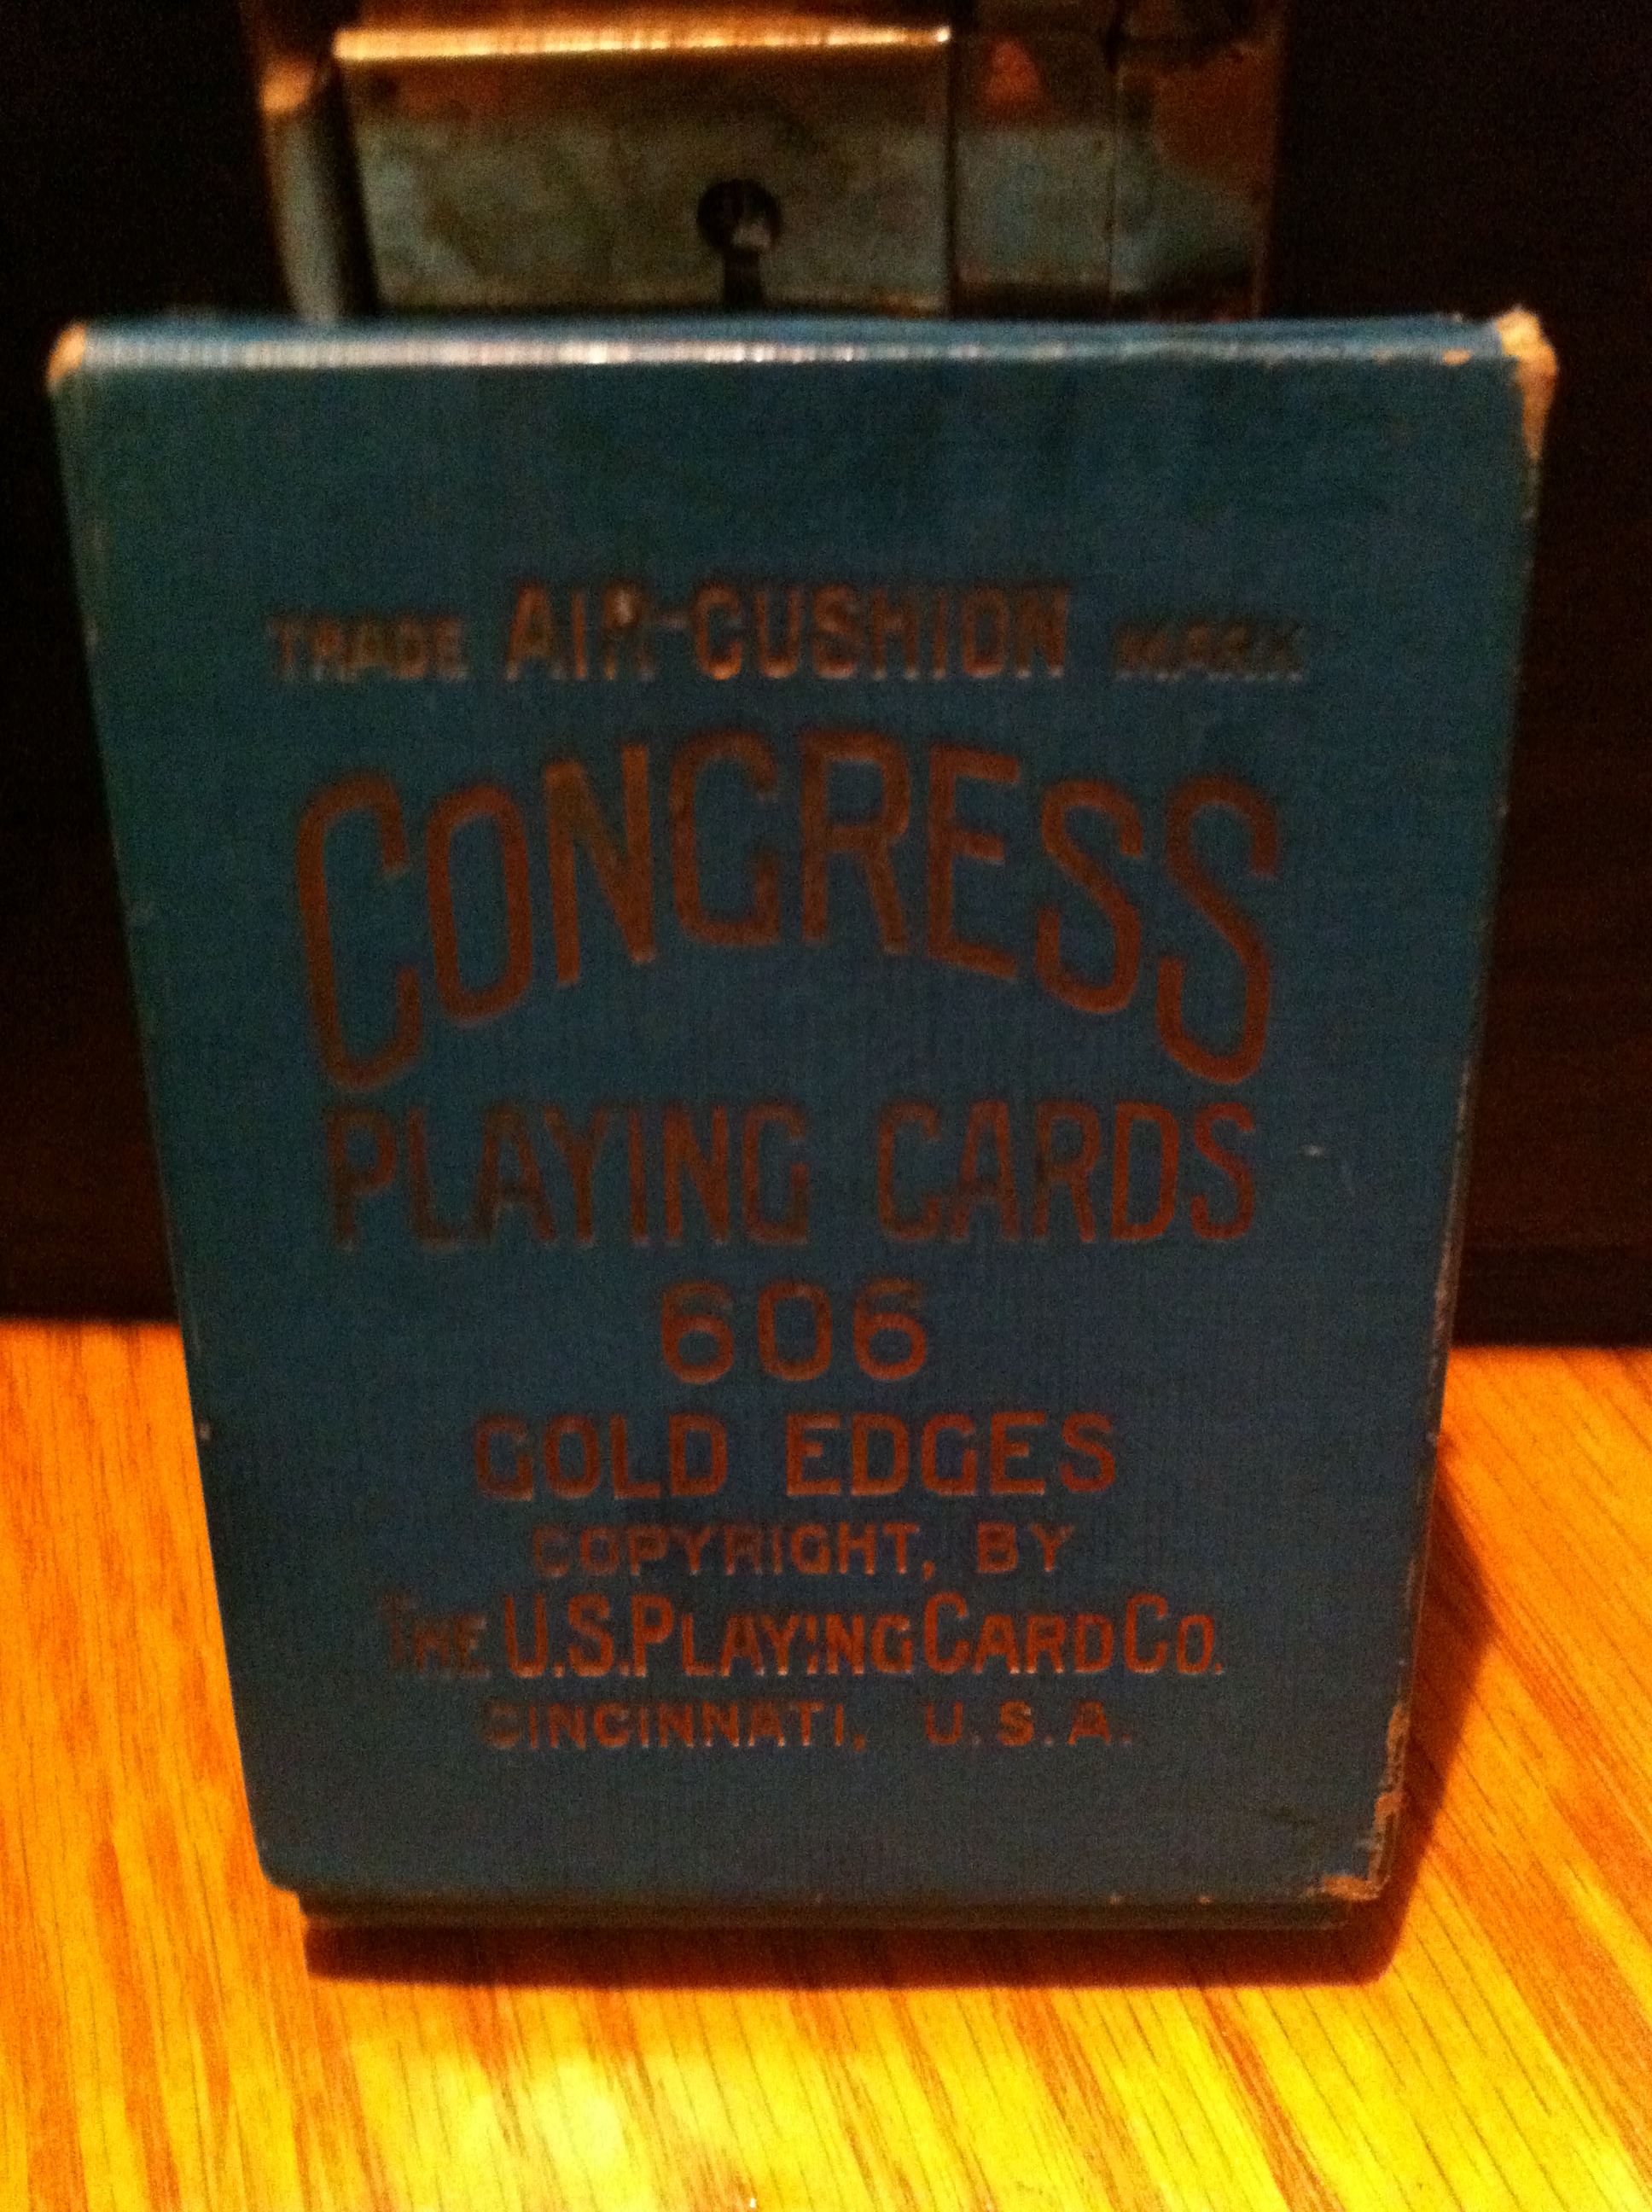 TRADE AIR-CUSHION MARK
CONGRESS
PLAYING CARDS
606
GOLD EDGES
COPYRIGHT, BY
THE U.S. PLAYING CARD CO.
CINCINNATI, U.S.A.